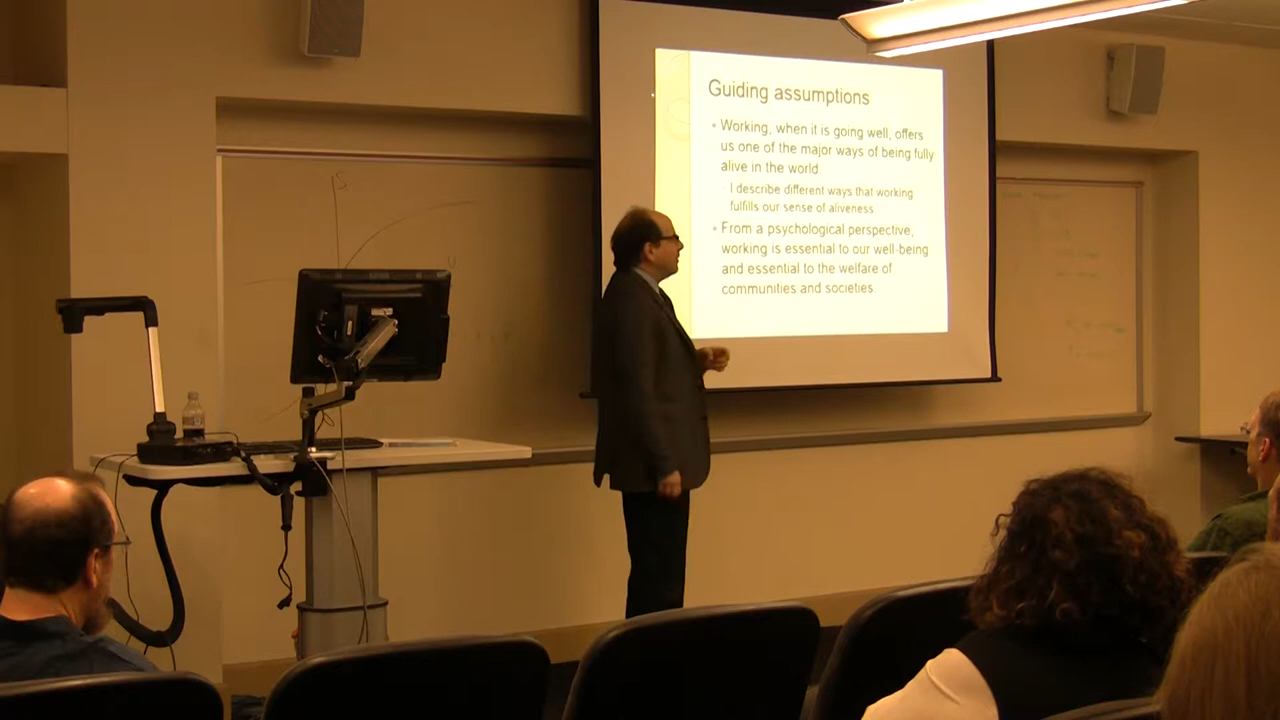 Guiding assumptions
• Working, when it is going well, offers
us one of the major ways of being fully
alive in the world.
I describe different ways that working
fulfills our sense of aliveness
• From a psychological perspective,
working is essential to our well-being
and essential to the welfare of
communities and societies.
S